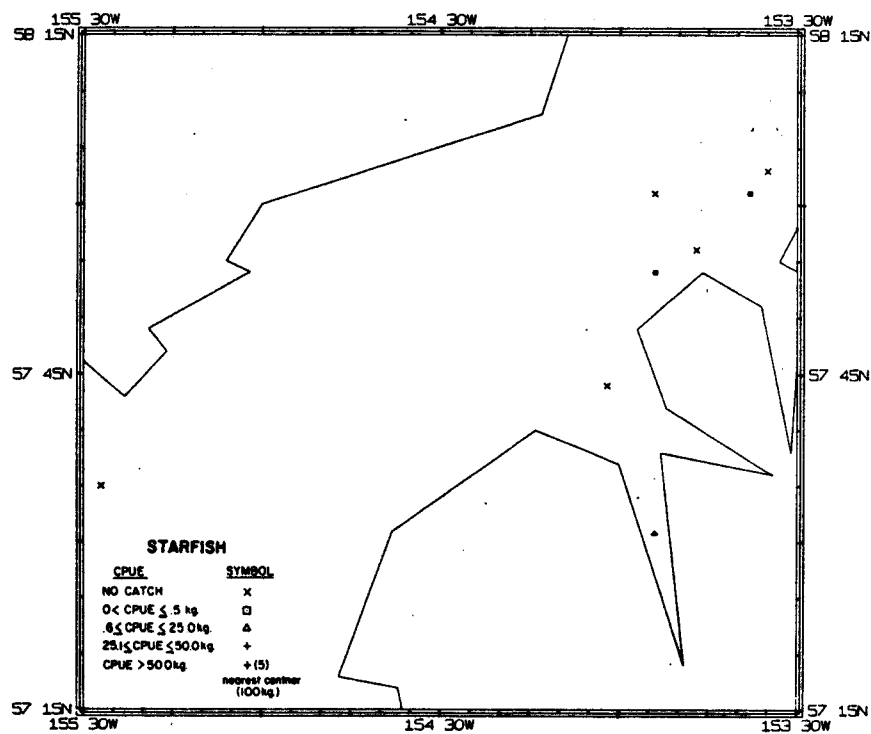 155 30W 154 30W 153 30W
58 15N 58 15N
57 45N 57 45N
STARFISH
CPUE SYMBOL
NO CATCH x
0< CPUE ≤ .5 kg. □
.6≤ CPUE ≤ 25.0kg. △
25.1≤ CPUE ≤50.0kg. +
CPUE > 50.0kg. +(5)
nearest centner
(100kg.)
57 15N 57 15N
155 30W 154 30W 153 30W